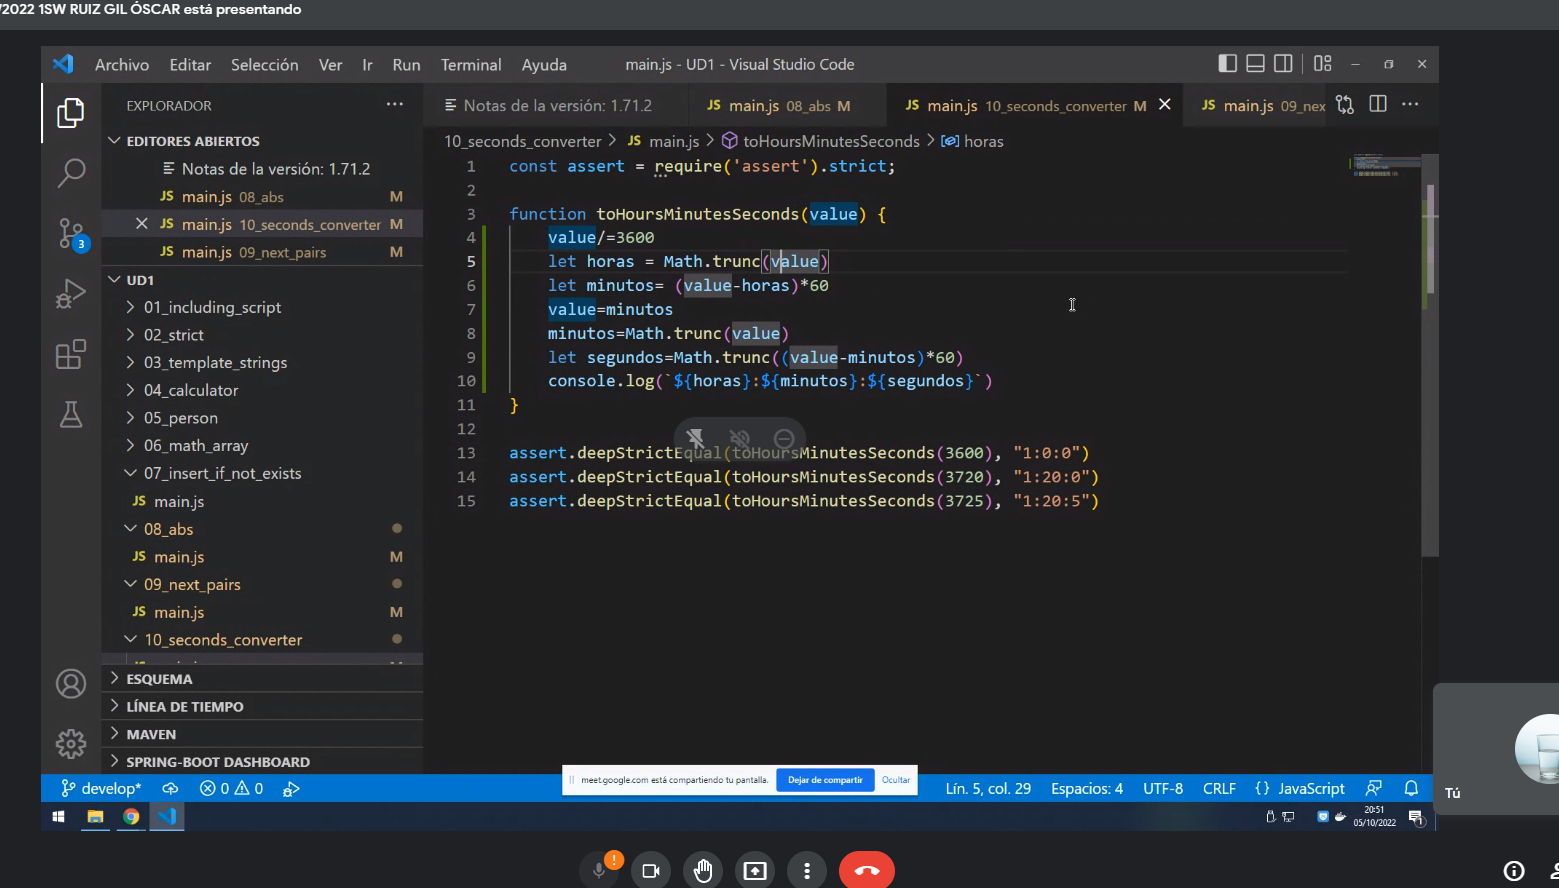 /2022 1SW RUIZ GIL ÓSCAR está presentando
Archivo Editar Selección Ver Ir Run Terminal Ayuda main.js - UD1 - Visual Studio Code
EXPLORADOR ...
Notas de la versión: 1.71.2 JS main.js 08_abs M JS main.js 10_seconds_converter M JS main.js 09_nex
EDITORES ABIERTOS
Notas de la versión: 1.71.2
JS main.js 08_abs M
JS main.js 10_seconds_converter M
JS main.js 09_next_pairs M
UD1
01_including_script
02_strict
03_template_strings
04_calculator
05_person
06_math_array
07_insert_if_not_exists
JS main.js
08_abs
JS main.js M
09_next_pairs
JS main.js M
10_seconds_converter
ESQUEMA
LÍNEA DE TIEMPO
MAVEN
SPRING-BOOT DASHBOARD
3
10_seconds_converter > JS main.js > toHoursMinutesSeconds > horas
1 const assert = require('assert').strict;
2
3 function toHoursMinutesSeconds(value) {
4 value/=3600
5 let horas = Math.trunc(value)
6 let minutos= (value-horas)*60
7 value=minutos
8 minutos=Math.trunc(value)
9 let segundos=Math.trunc((value-minutos)*60)
10 console.log(`${horas}:${minutos}:${segundos}`)
11 }
12
13 assert.deepStrictEqual(toHoursMinutesSeconds(3600), "1:0:0")
14 assert.deepStrictEqual(toHoursMinutesSeconds(3720), "1:20:0")
15 assert.deepStrictEqual(toHoursMinutesSeconds(3725), "1:20:5")
meet.google.com está compartiendo tu pantalla. Dejar de compartir Ocultar
develop* 0 0 Lín. 5, col. 29 Espacios: 4 UTF-8 CRLF {} JavaScript
20:51
05/10/2022
1
Tú